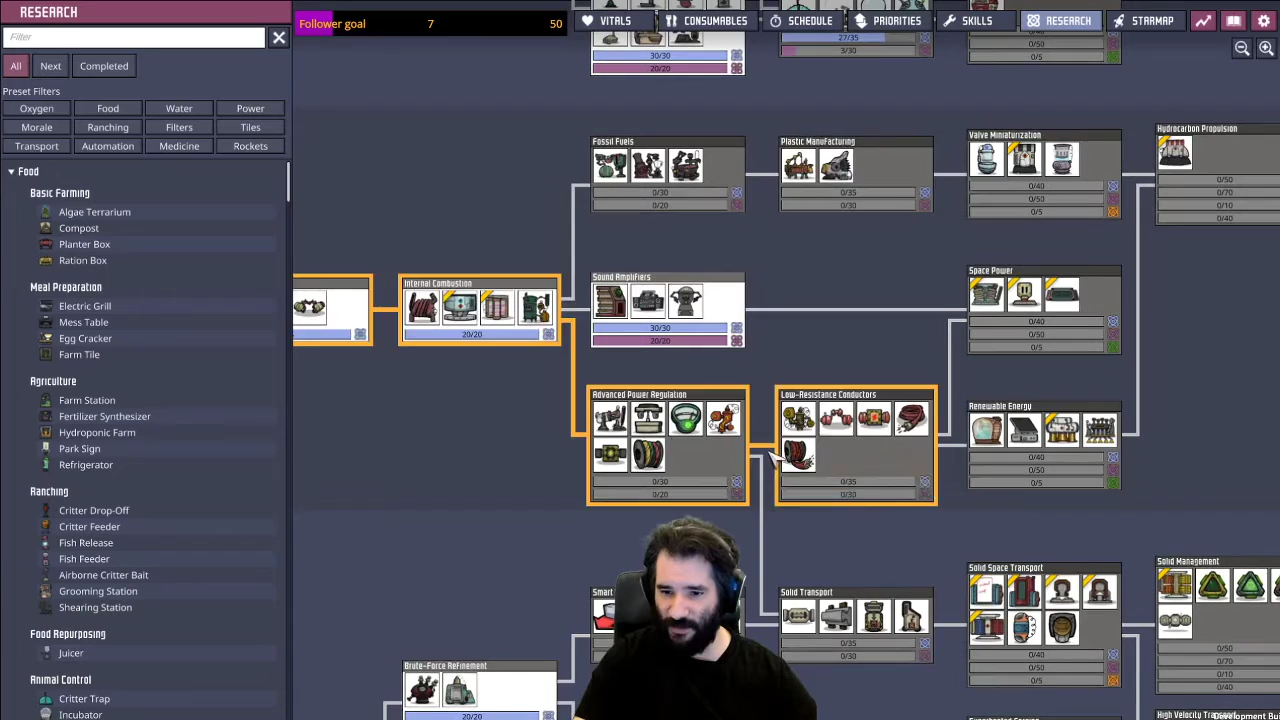 RESEARCH
Follower goal 7 50
VITALS CONSUMABLES SCHEDULE PRIORITIES SKILLS RESEARCH STARMAP
Filter
All Next Completed
Preset Filters
Oxygen Food Water Power
Morale Ranching Filters Tiles
Transport Automation Medicine Rockets
Food
Basic Farming
Algae Terrarium
Compost
Planter Box
Ration Box
Meal Preparation
Electric Grill
Mess Table
Egg Cracker
Farm Tile
Agriculture
Farm Station
Fertilizer Synthesizer
Hydroponic Farm
Park Sign
Refrigerator
Ranching
Critter Drop-Off
Critter Feeder
Fish Release
Fish Feeder
Airborne Critter Bait
Grooming Station
Shearing Station
Food Repurposing
Juicer
Animal Control
Critter Trap
Incubator
30/30
20/20
27/35
3/30
0/50
0/5
Fossil Fuels
0/30
0/20
Plastic Manufacturing
0/35
0/30
Valve Miniaturization
0/40
0/50
0/5
Hydrocarbon Propulsion
0/50
0/70
0/10
0/40
Internal Combustion
20/20
Sound Amplifiers
30/30
20/20
Space Power
0/40
0/50
0/5
Advanced Power Regulation
0/30
0/20
Low-Resistance Conductors
0/35
0/30
Renewable Energy
0/40
0/50
0/5
Smart
Solid Transport
0/35
0/30
Solid Space Transport
0/40
0/50
0/5
Solid Management
0/50
0/70
0/10
0/40
Brute-Force Refinement
20/20
High Velocity Transport
Development Bu